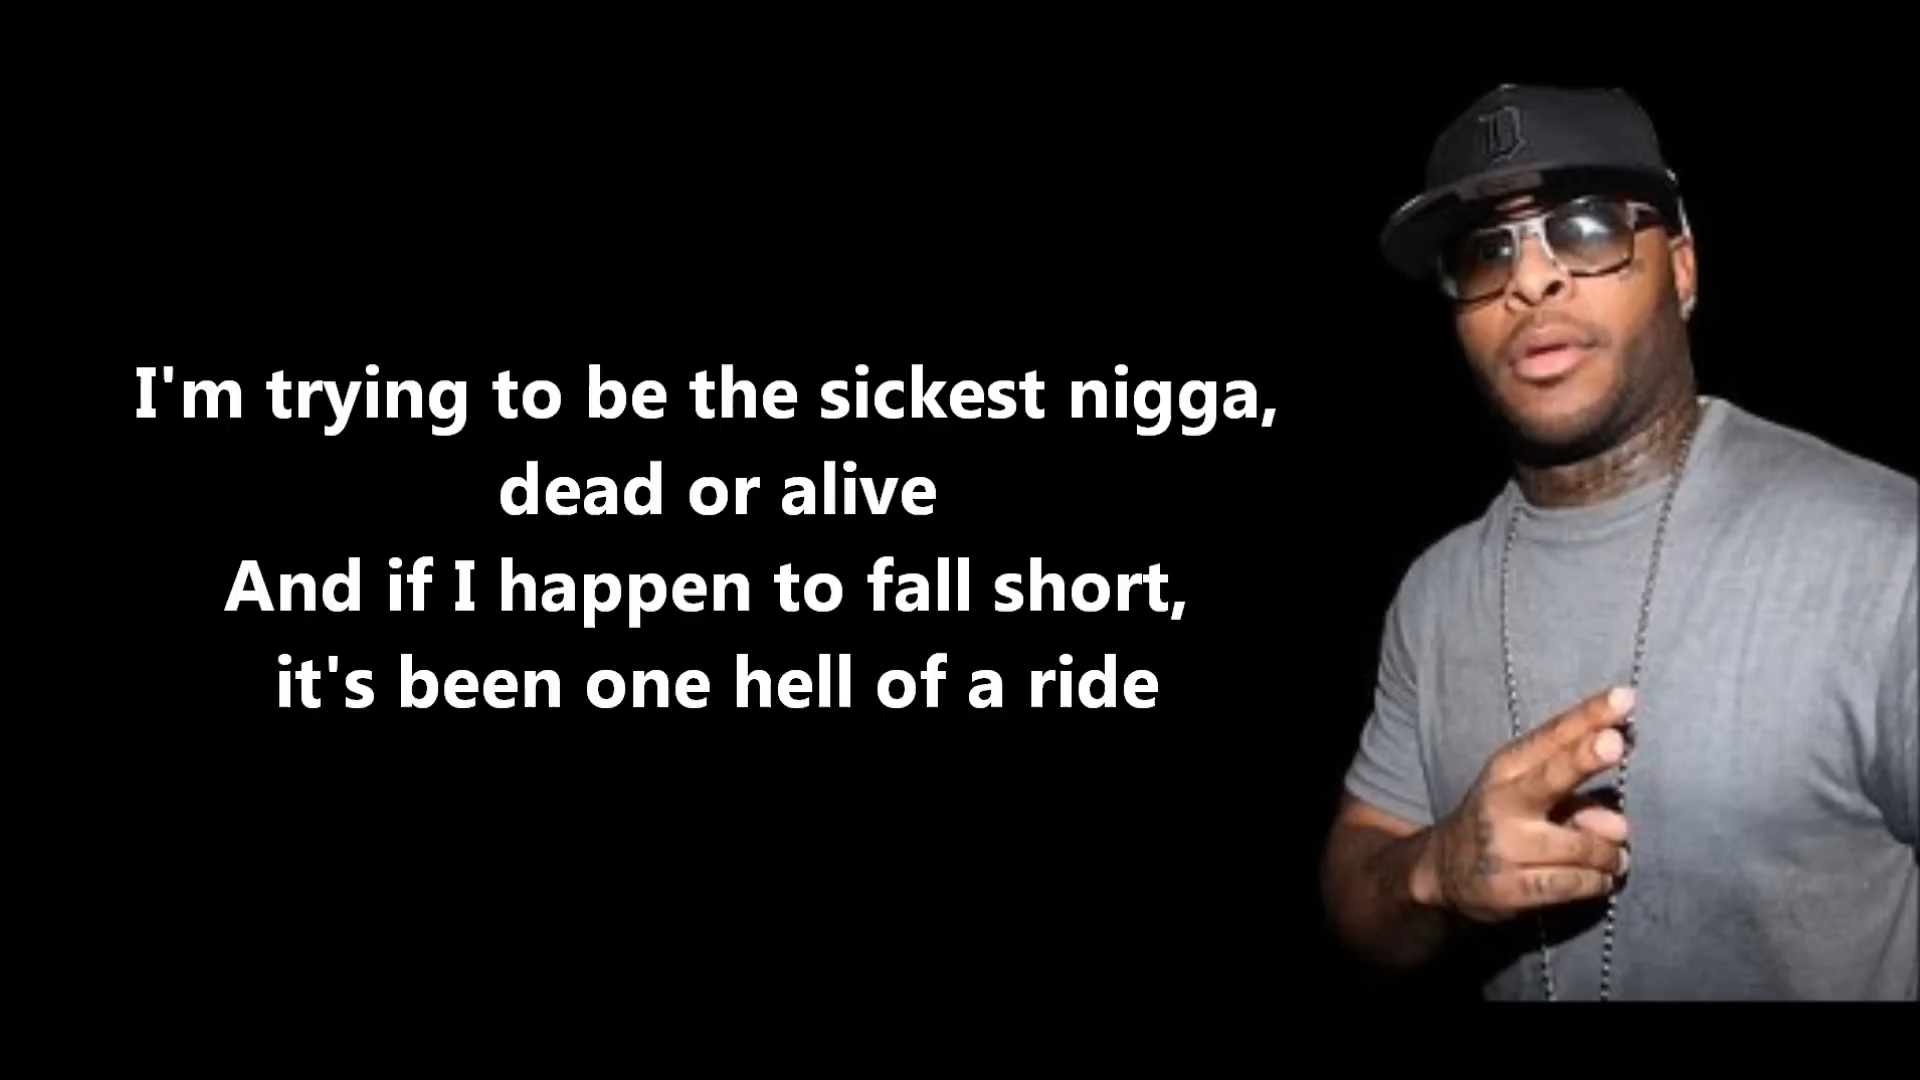 D
I'm trying to be the sickest nigga,
dead or alive
And if I happen to fall short,
it's been one hell of a ride